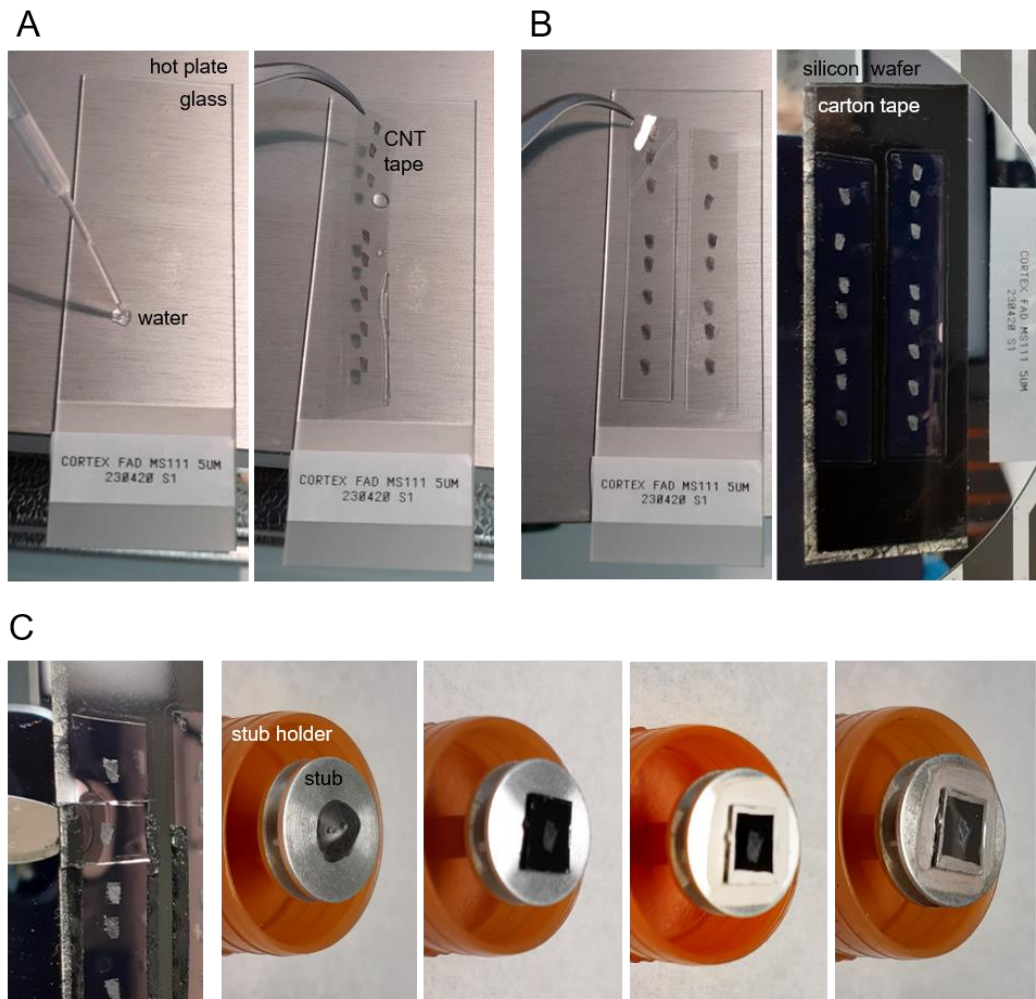 A
hot plate
glass
water
CORTEX FAD MS111 5UM
230420 S1
CNT
tape
CORTEX FAD MS111 5UM
230420 S1
B
CORTEX FAD MS111 5UM
230420 S1
silicon wafer
carton tape
CORTEX FAD MS111 5UM
230420 S1
C
stub holder
stub